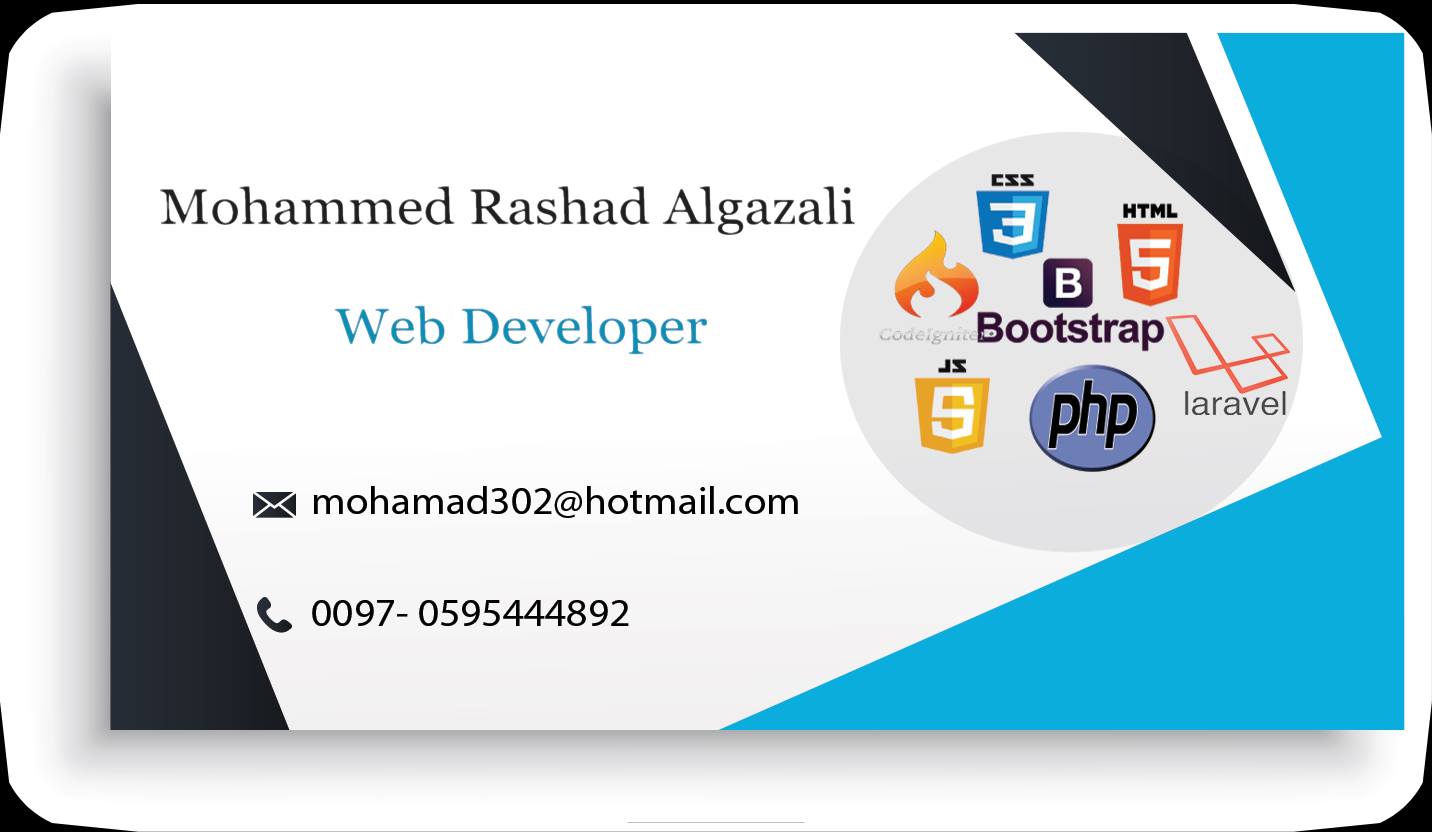 Mohammed Rashad Algazali
Web Developer
mohamad302@hotmail.com
0097- 0595444892
CSS
3
HTML
5
CodeIgniter
B
Bootstrap
JS
5
php
laravel